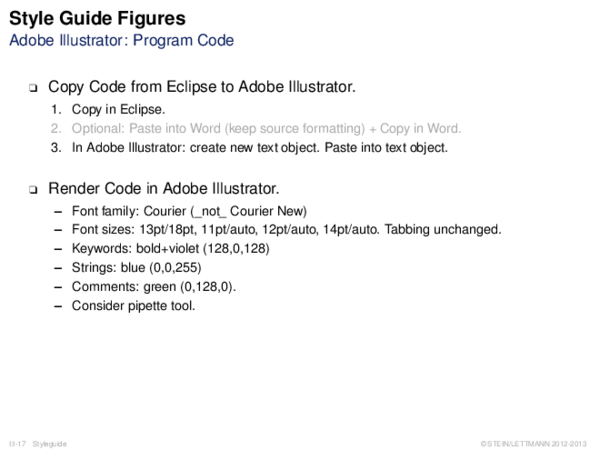 Style Guide Figures
Adobe Illustrator: Program Code
❑ Copy Code from Eclipse to Adobe Illustrator.
1. Copy in Eclipse.
2. Optional: Paste into Word (keep source formatting) + Copy in Word.
3. In Adobe Illustrator: create new text object. Paste into text object.
❑ Render Code in Adobe Illustrator.
– Font family: Courier (_not_ Courier New)
– Font sizes: 13pt/18pt, 11pt/auto, 12pt/auto, 14pt/auto. Tabbing unchanged.
– Keywords: bold+violet (128,0,128)
– Strings: blue (0,0,255)
– Comments: green (0,128,0).
– Consider pipette tool.
III-17 Styleguide
©STEIN/LETTMANN 2012-2013